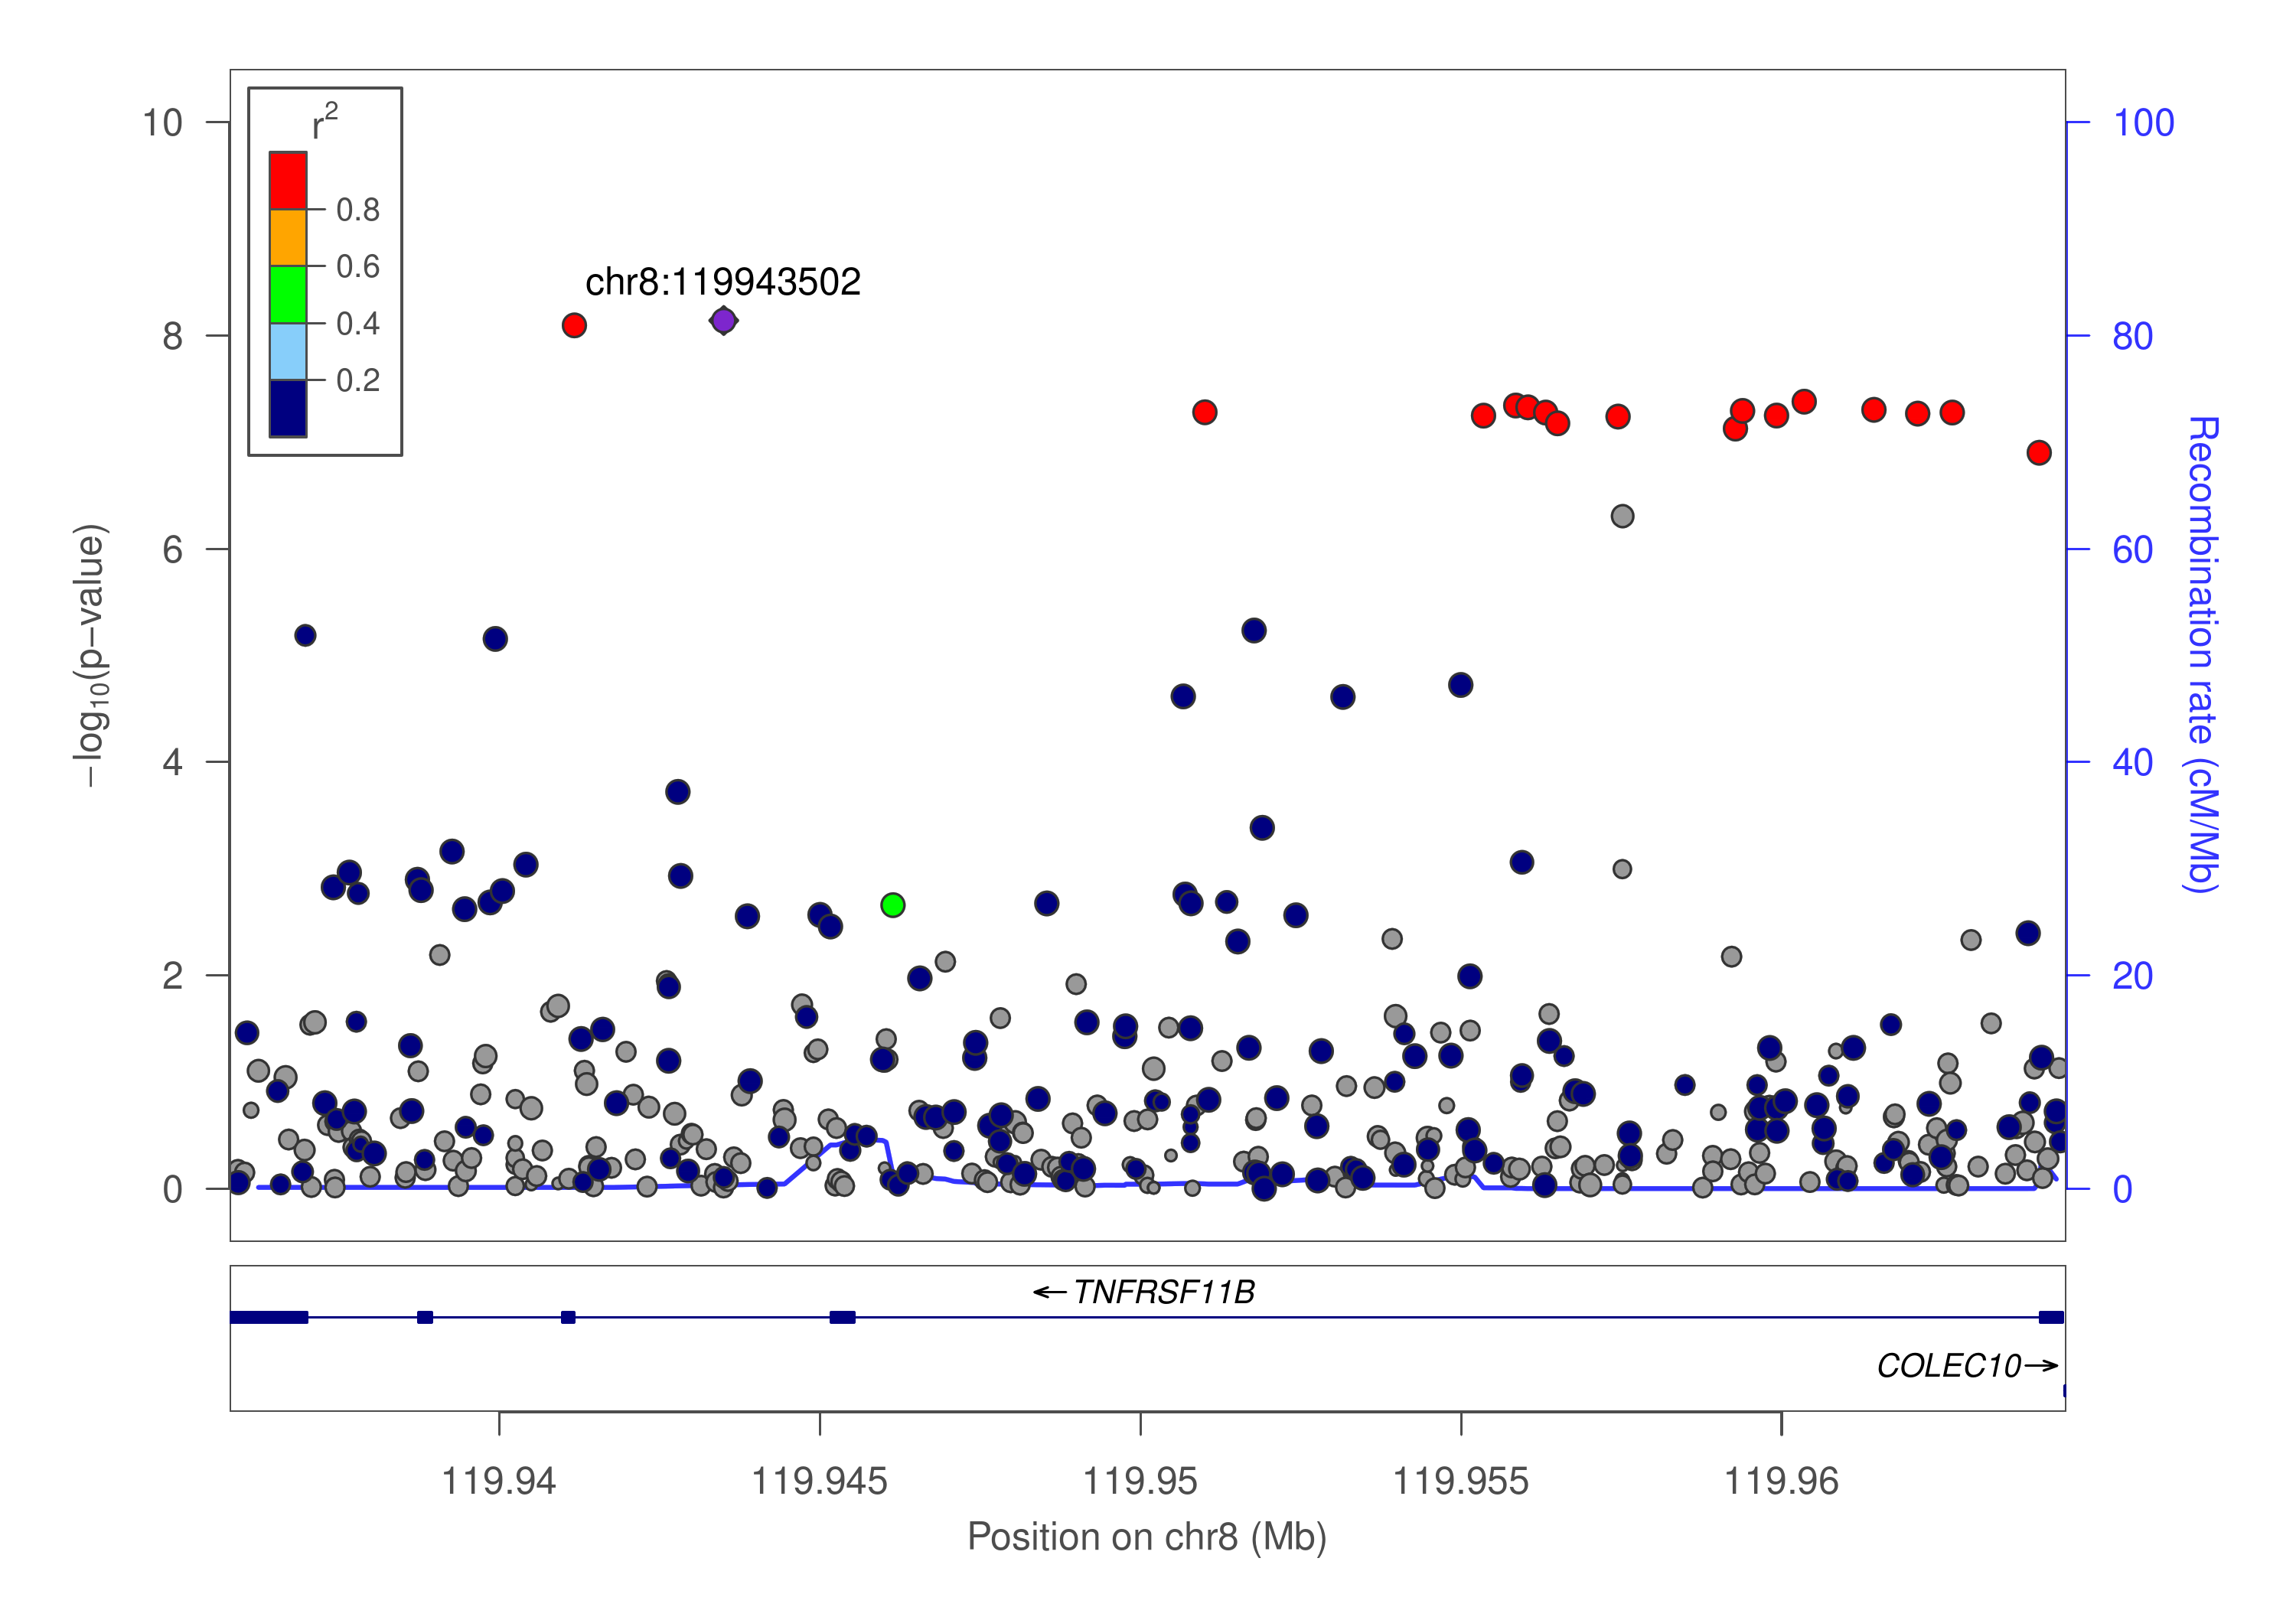 r2
0.8
0.6
0.4
0.2
chr8:119943502
10
8
6
4
2
0
−log10(p−value)
100
80
60
40
20
0
Recombination rate (cM/Mb)
←TNFRSF11B
COLEC10→
119.94 119.945 119.95 119.955 119.96
Position on chr8 (Mb)